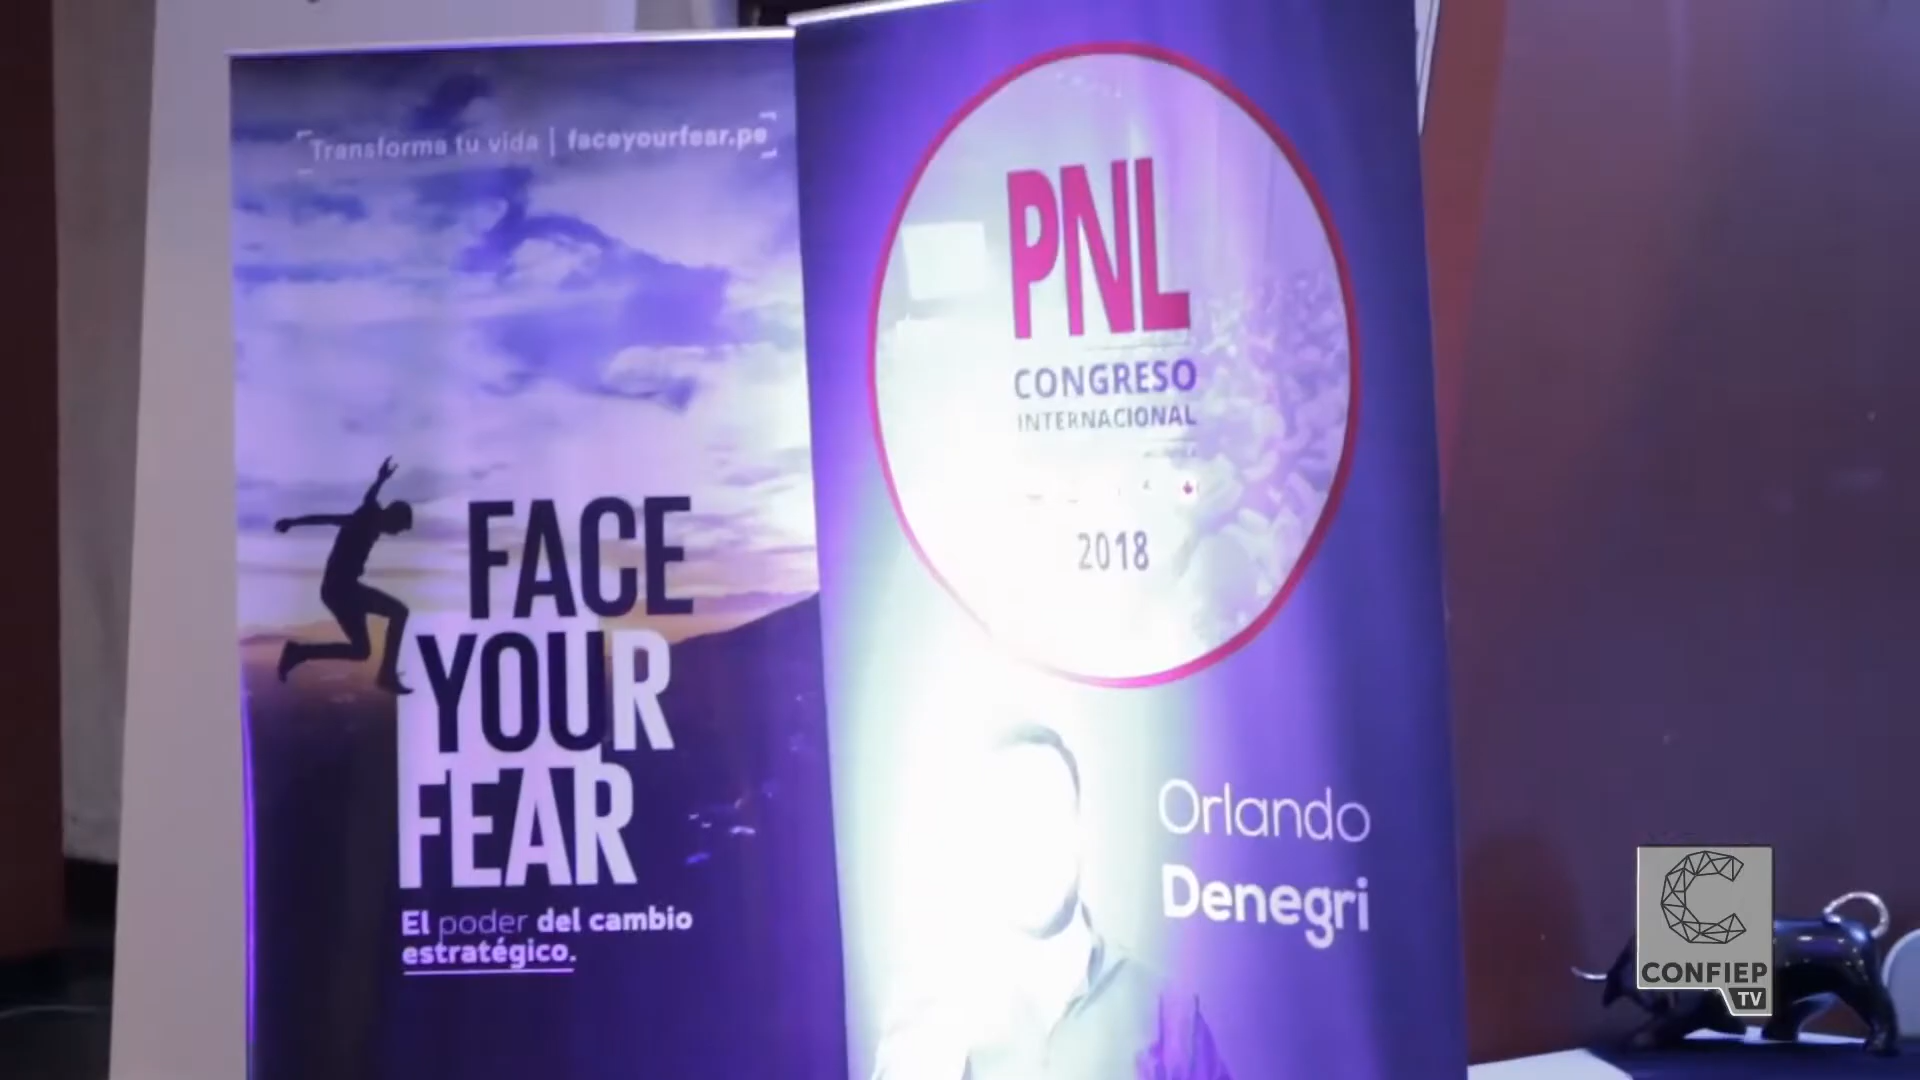 Transforma tu vida | faceyourfear.pe
FACE
YOUR
FEAR
El poder del cambio
estratégico.
PNL
CONGRESO
INTERNACIONAL
2018
Orlando
Denegri
CONFIEP
TV